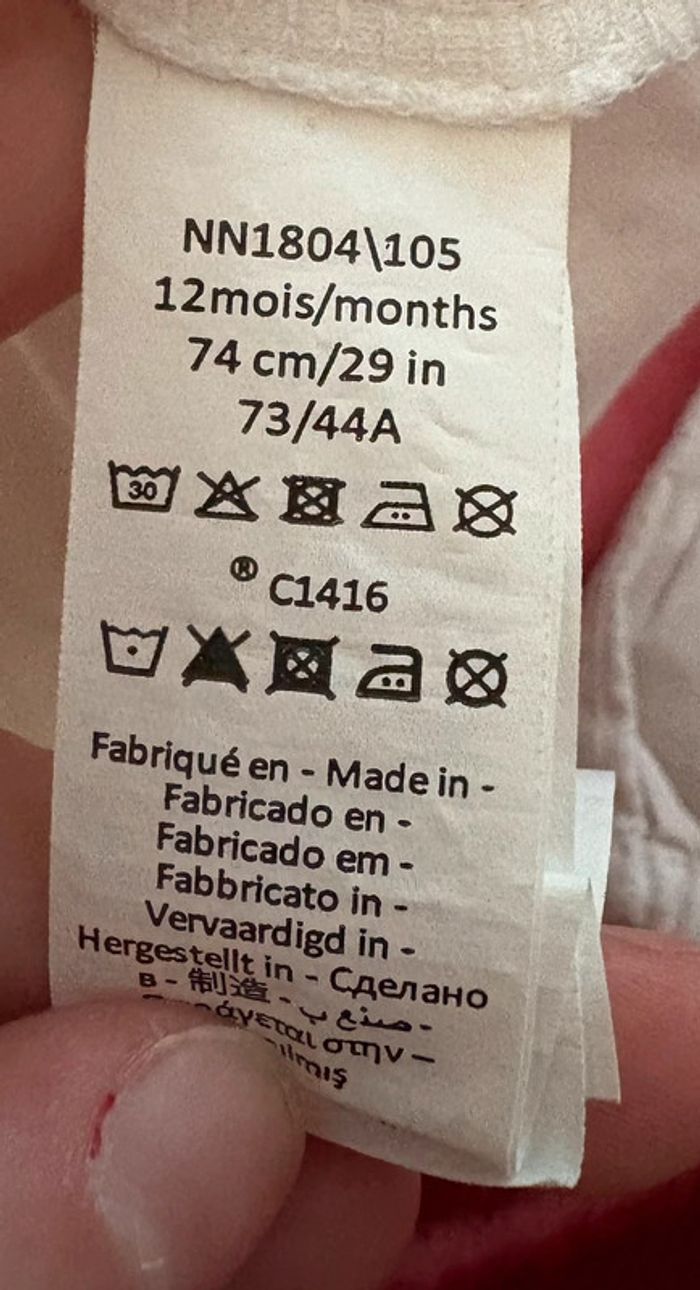 NN1804\105
12mois/months
74 cm/29 in
73/44A
30
® C1416
Fabriqué en - Made in -
Fabricado en -
Fabricado em -
Fabbricato in -
Vervaardigd in -
Hergestellt in - Сделано
в - 制造 - صنع ب -
στην –